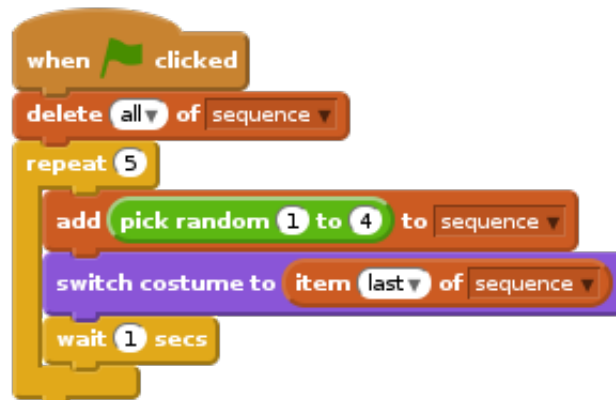 when clicked
delete all of sequence
repeat 5
add pick random 1 to 4 to sequence
switch costume to item last of sequence
wait 1 secs